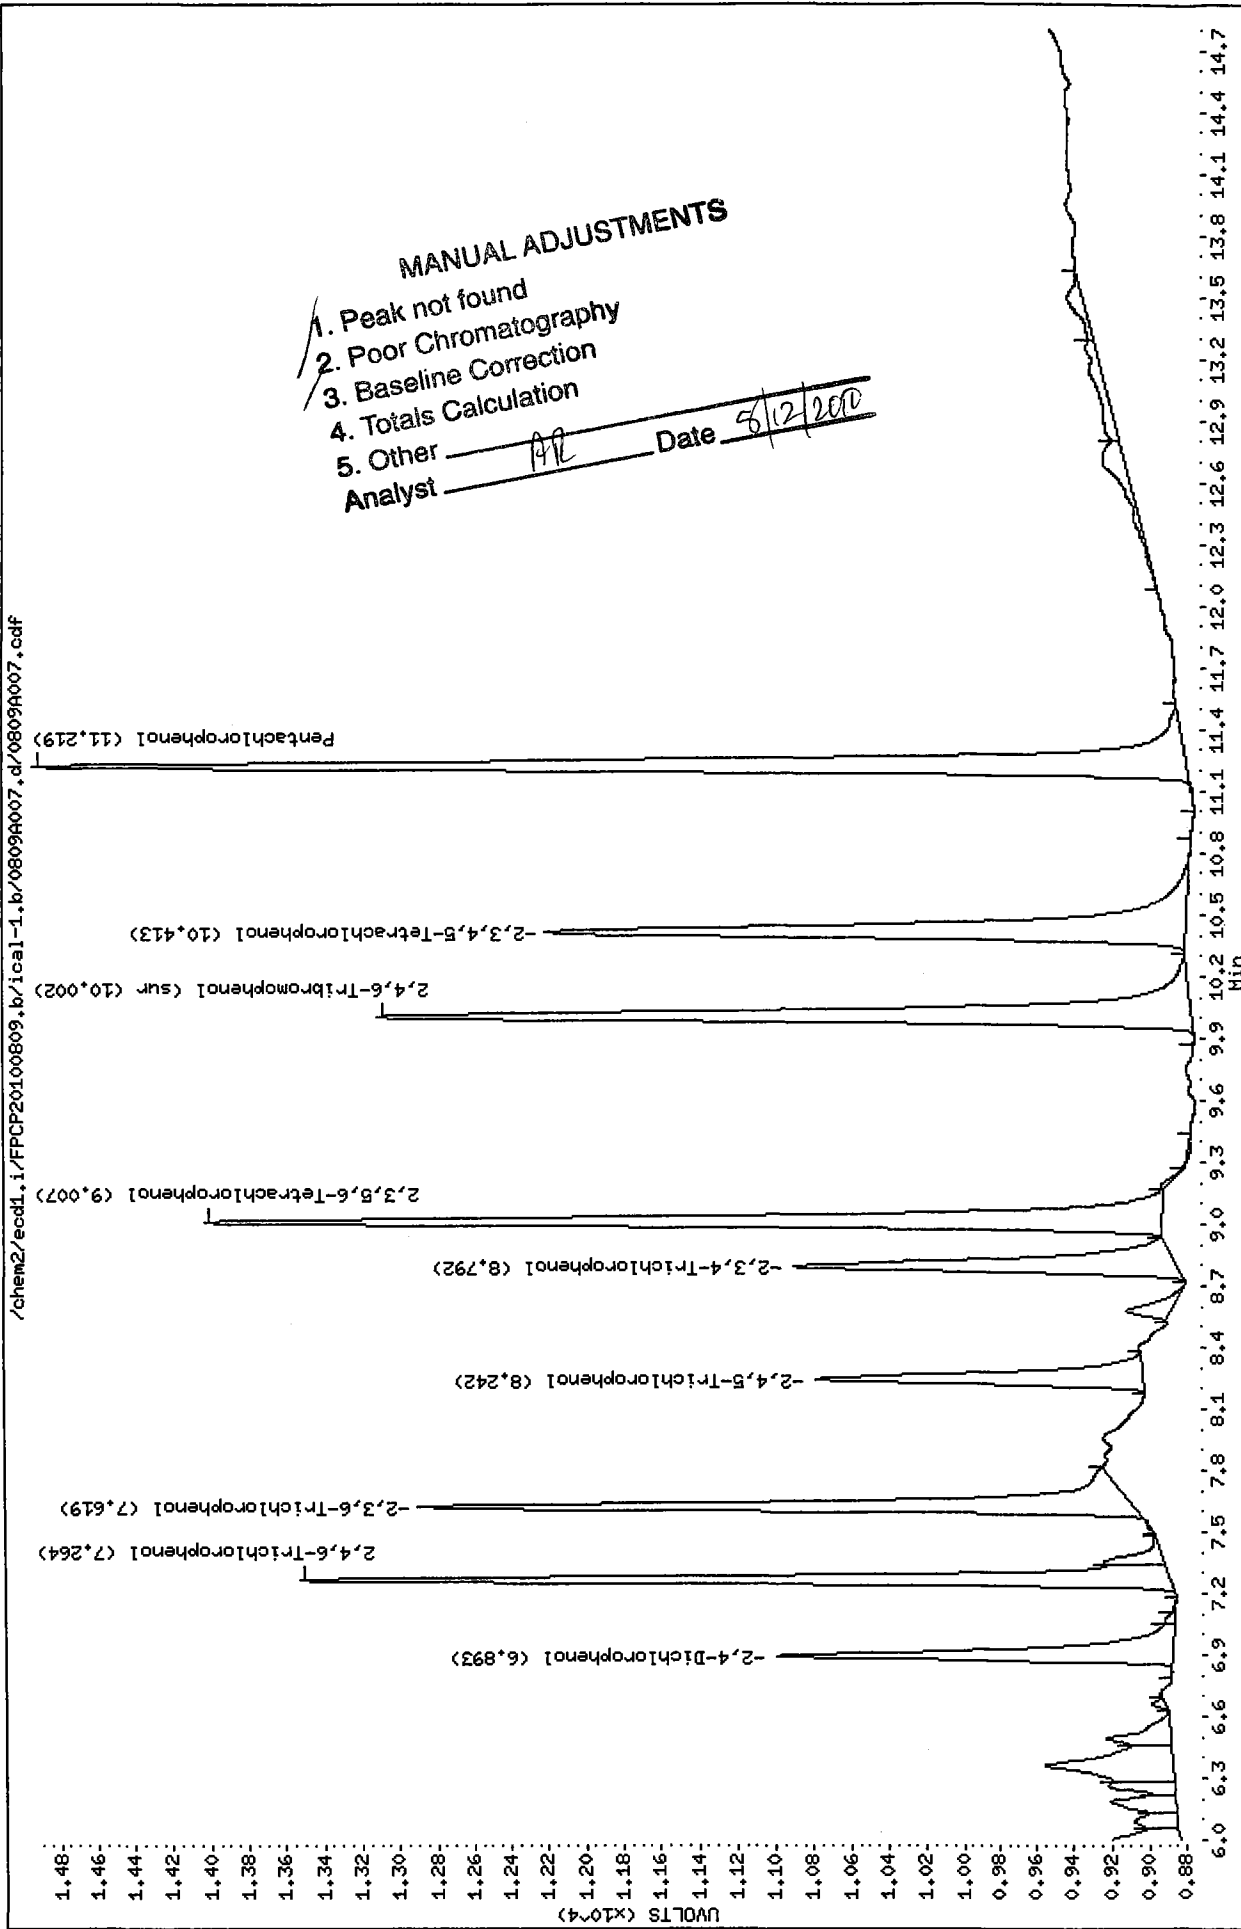 /chem2/ecd1.i/FPCP20100809.b/ical-1.b/0809A007.d/0809A007.cdf
MANUAL ADJUSTMENTS
1. Peak not found
2. Poor Chromatography
3. Baseline Correction
4. Totals Calculation
5. Other
Analyst AR Date 8/12/2010
UVOLTS (x10^4)
1.48
1.46
1.44
1.42
1.40
1.38
1.36
1.34
1.32
1.30
1.28
1.26
1.24
1.22
1.20
1.18
1.16
1.14
1.12
1.10
1.08
1.06
1.04
1.02
1.00
0.98
0.96
0.94
0.92
0.90
0.88
-2,4-Dichlorophenol (6.893)
2,4,6-Trichlorophenol (7.264)
-2,3,6-Trichlorophenol (7.619)
-2,4,5-Trichlorophenol (8.242)
-2,3,4-Trichlorophenol (8.792)
2,3,5,6-Tetrachlorophenol (9.007)
2,4,6-Tribromophenol (sur (10.002)
-2,3,4,5-Tetrachlorophenol (10.413)
Pentachlorophenol (11.219)
6.0 6.3 6.6 6.9 7.2 7.5 7.8 8.1 8.4 8.7 9.0 9.3 9.6 9.9 10.2 10.5 10.8 11.1 11.4 11.7 12.0 12.3 12.6 12.9 13.2 13.5 13.8 14.1 14.4 14.7
Min